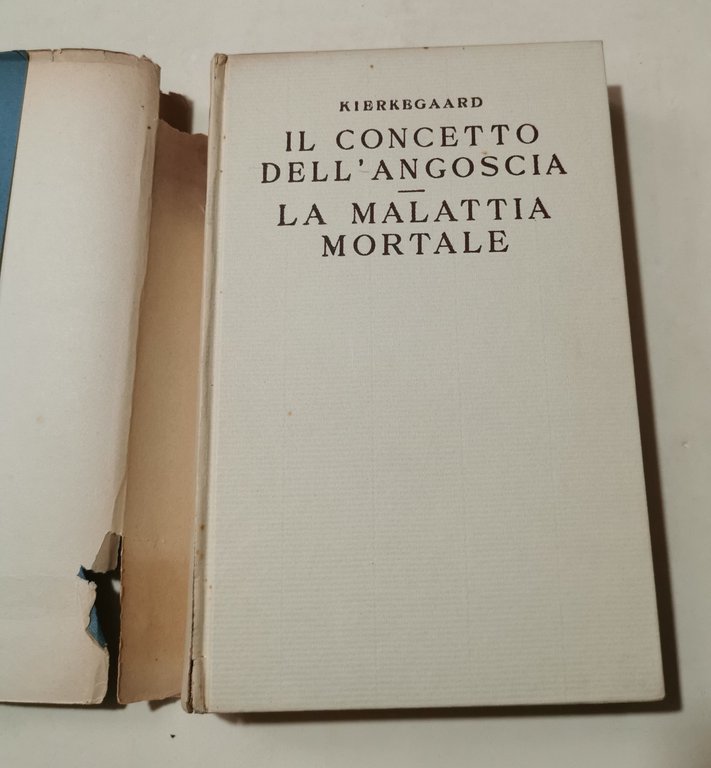 KIERKEGAARD
IL CONCETTO
DELL'ANGOSCIA
LA MALATTIA
MORTALE